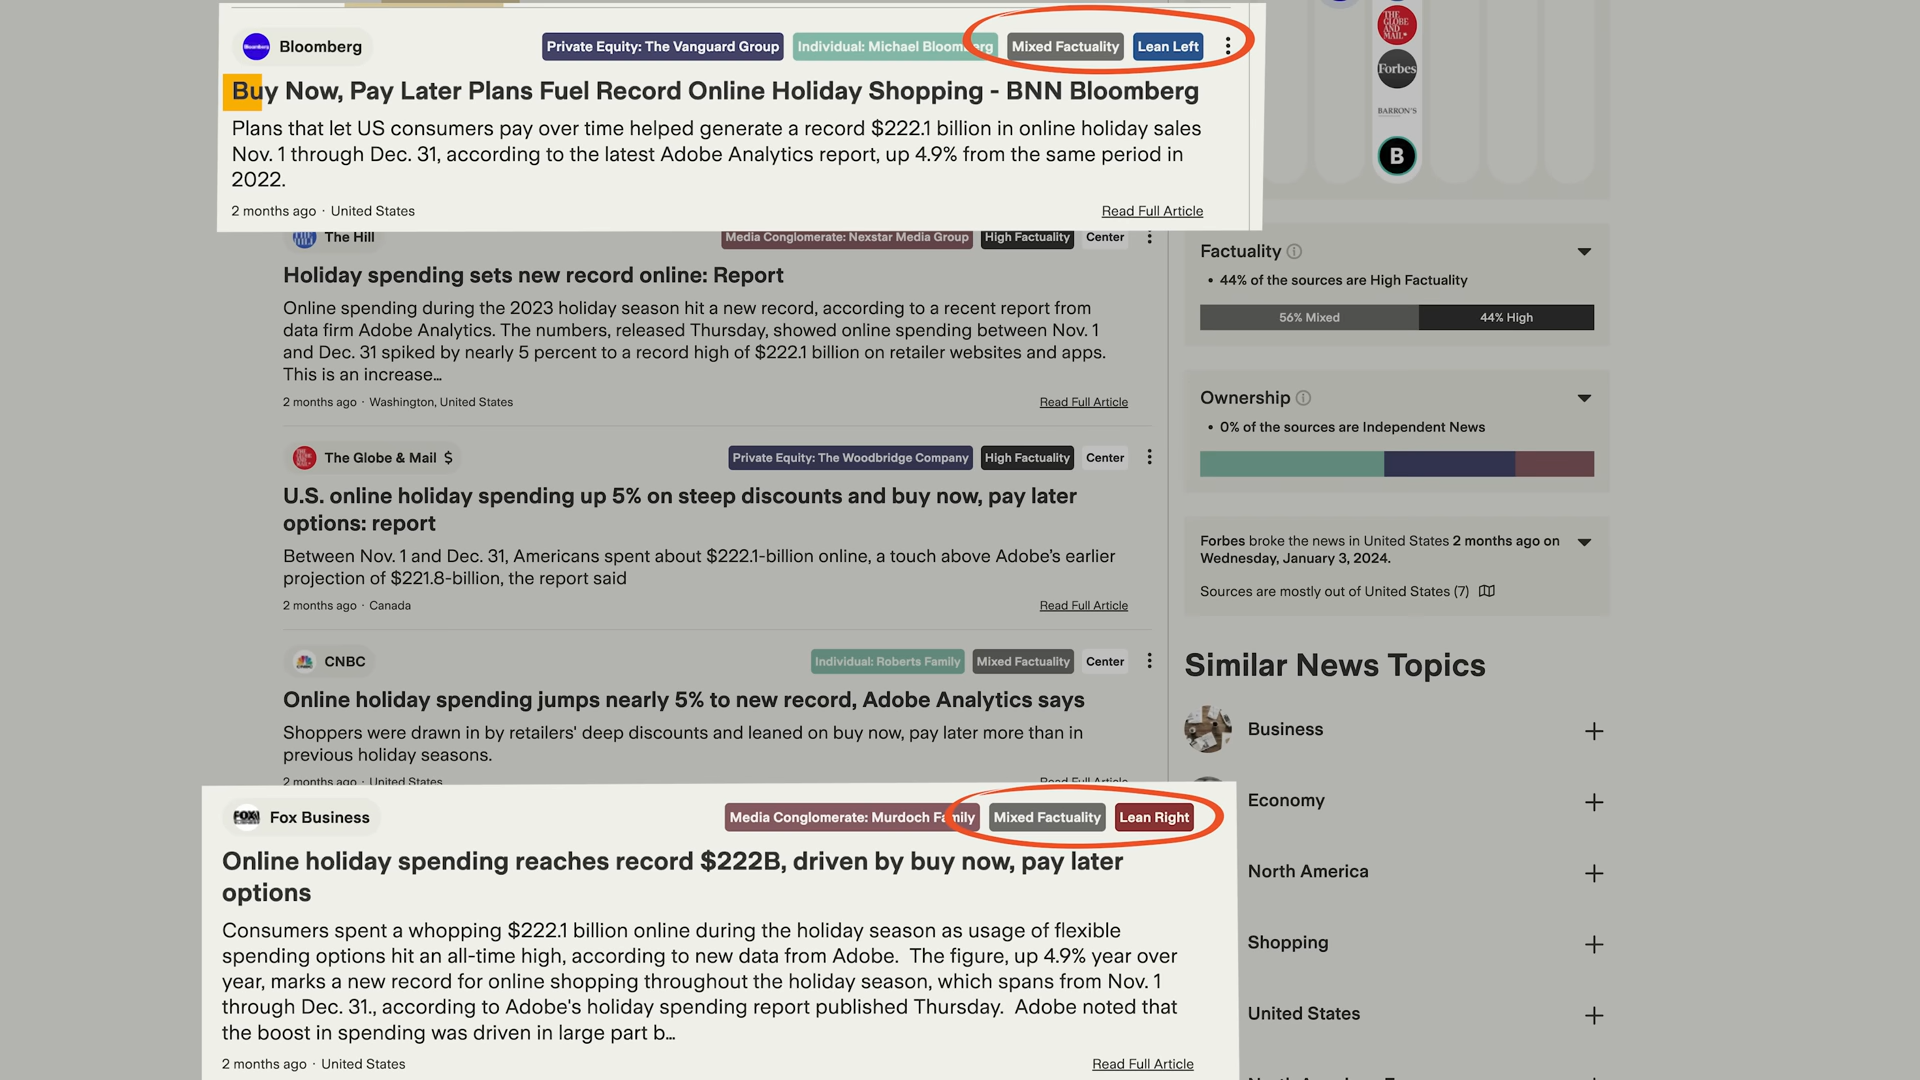 Bloomberg
Private Equity: The Vanguard Group
Individual: Michael Bloomberg
Mixed Factuality
Lean Left
Buy Now, Pay Later Plans Fuel Record Online Holiday Shopping - BNN Bloomberg
Plans that let US consumers pay over time helped generate a record $222.1 billion in online holiday sales
Nov. 1 through Dec. 31, according to the latest Adobe Analytics report, up 4.9% from the same period in
2022.
2 months ago · United States
Read Full Article
The Hill
Media Conglomerate: Nexstar Media Group
High Factuality
Center
Holiday spending sets new record online: Report
Online spending during the 2023 holiday season hit a new record, according to a recent report from
data firm Adobe Analytics. The numbers, released Thursday, showed online spending between Nov. 1
and Dec. 31 spiked by nearly 5 percent to a record high of $222.1 billion on retailer websites and apps.
This is an increase...
2 months ago · Washington, United States
Read Full Article
The Globe & Mail $
Private Equity: The Woodbridge Company
High Factuality
Center
U.S. online holiday spending up 5% on steep discounts and buy now, pay later
options: report
Between Nov. 1 and Dec. 31, Americans spent about $222.1-billion online, a touch above Adobe's earlier
projection of $221.8-billion, the report said
2 months ago · Canada
Read Full Article
CNBC
Individual: Roberts Family
Mixed Factuality
Center
Online holiday spending jumps nearly 5% to new record, Adobe Analytics says
Shoppers were drawn in by retailers' deep discounts and leaned on buy now, pay later more than in
previous holiday seasons.
2 months ago · United States
Read Full Article
FOX
Fox Business
Media Conglomerate: Murdoch Family
Mixed Factuality
Lean Right
Online holiday spending reaches record $222B, driven by buy now, pay later
options
Consumers spent a whopping $222.1 billion online during the holiday season as usage of flexible
spending options hit an all-time high, according to new data from Adobe. The figure, up 4.9% year over
year, marks a new record for online shopping throughout the holiday season, which spans from Nov. 1
through Dec. 31., according to Adobe's holiday spending report published Thursday. Adobe noted that
the boost in spending was driven in large part b...
2 months ago · United States
Read Full Article
THE
GLOBE
AND
MAIL*
Forbes
BARRON'S
B
Factuality
• 44% of the sources are High Factuality
56% Mixed
44% High
Ownership
• 0% of the sources are Independent News
Forbes broke the news in United States 2 months ago on
Wednesday, January 3, 2024.
Sources are mostly out of United States (7)
Similar News Topics
Business
Economy
North America
Shopping
United States